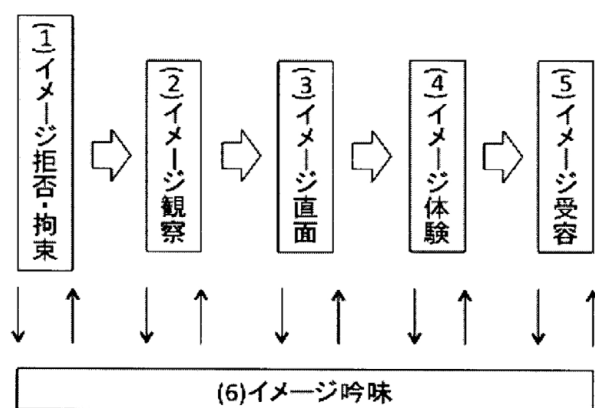 (1)イメージ拒否・拘束
(2)イメージ観察
(3)イメージ直面
(4)イメージ体験
(5)イメージ受容
(6)イメージ吟味